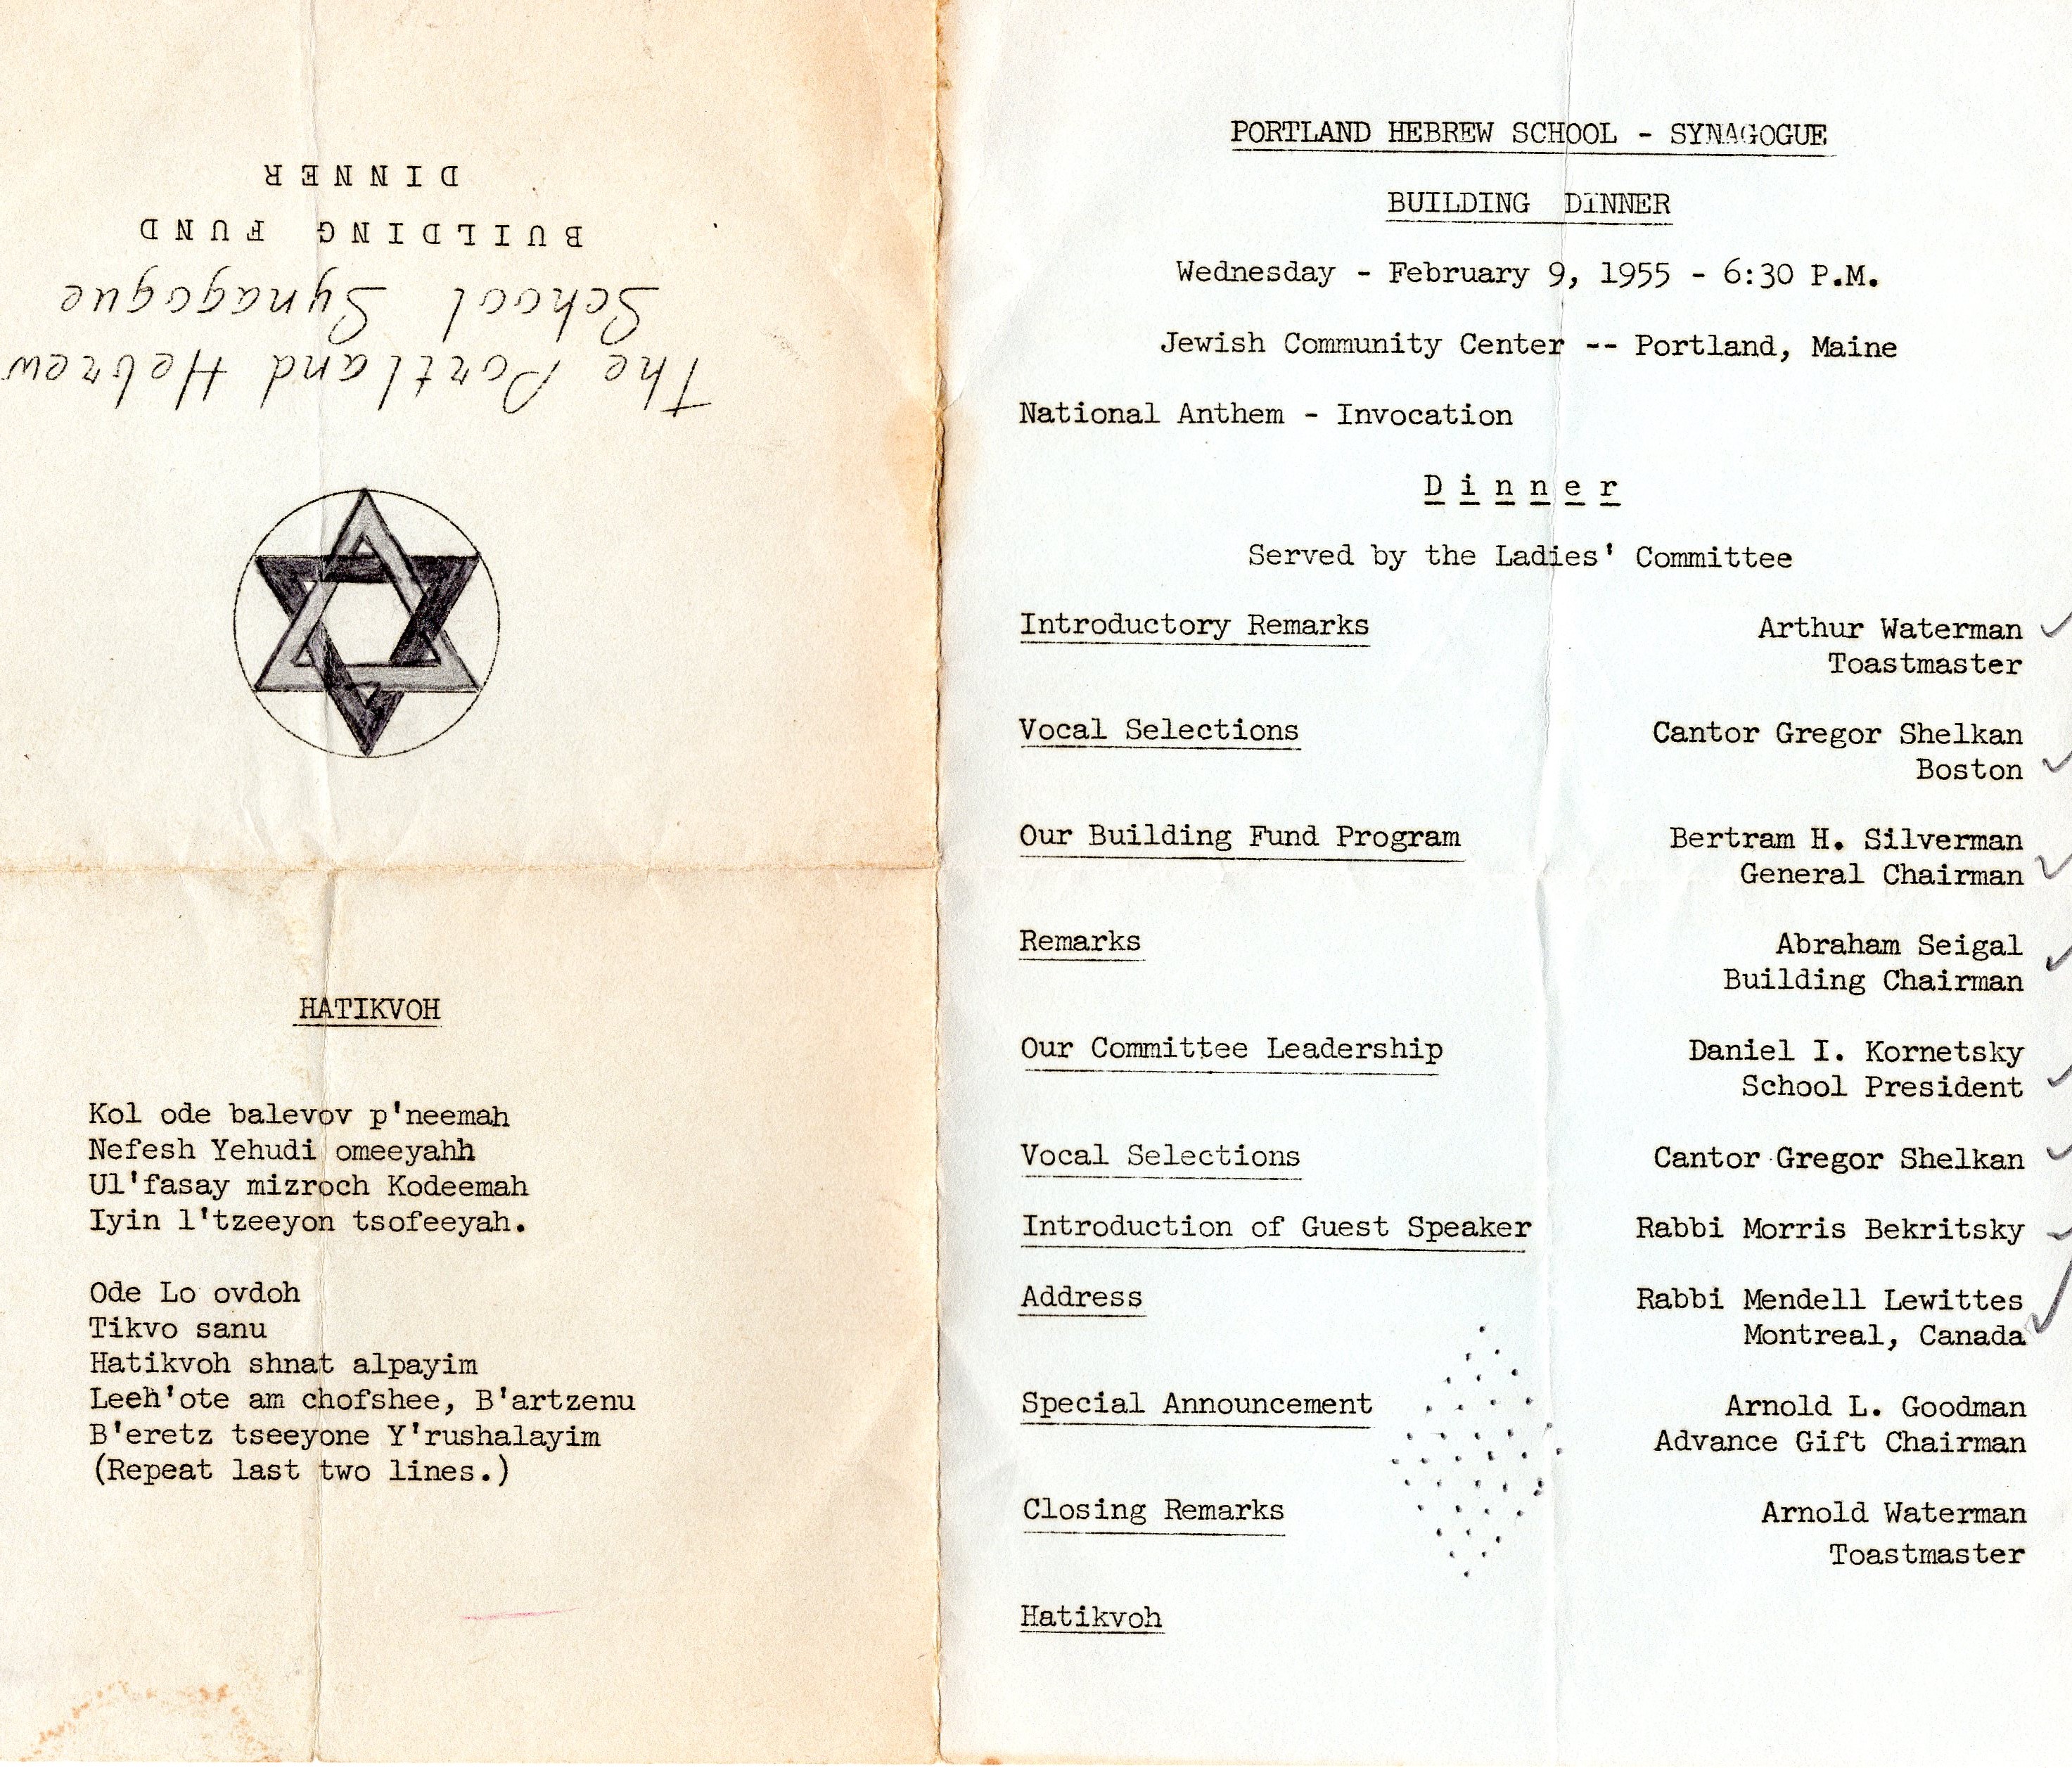 The Portland Hebrew
School Synagogue
BUILDING FUND
DINNER
HATIKVOH
Kol ode balevov p'neemah
Nefesh Yehudi omeeyahh
Ul'fasay mizroch Kodeemah
Iyin l'tzeeyon tsofeeyah.
Ode Lo ovdoh
Tikvo sanu
Hatikvoh shnat alpayim
Leeh'ote am chofshee, B'artzenu
B'eretz tseeyone Y'rushalayim
(Repeat last two lines.)
PORTLAND HEBREW SCHOOL - SYNAGOGUE
BUILDING DINNER
Wednesday - February 9, 1955 - 6:30 P.M.
Jewish Community Center -- Portland, Maine
National Anthem - Invocation
Dinner
Served by the Ladies' Committee
Introductory Remarks Arthur Waterman
Toastmaster
Vocal Selections Cantor Gregor Shelkan
Boston
Our Building Fund Program Bertram H. Silverman
General Chairman
Remarks Abraham Seigal
Building Chairman
Our Committee Leadership Daniel I. Kornetsky
School President
Vocal Selections Cantor Gregor Shelkan
Introduction of Guest Speaker Rabbi Morris Bekritsky
Address Rabbi Mendell Lewittes
Montreal, Canada
Special Announcement Arnold L. Goodman
Advance Gift Chairman
Closing Remarks Arnold Waterman
Toastmaster
Hatikvoh